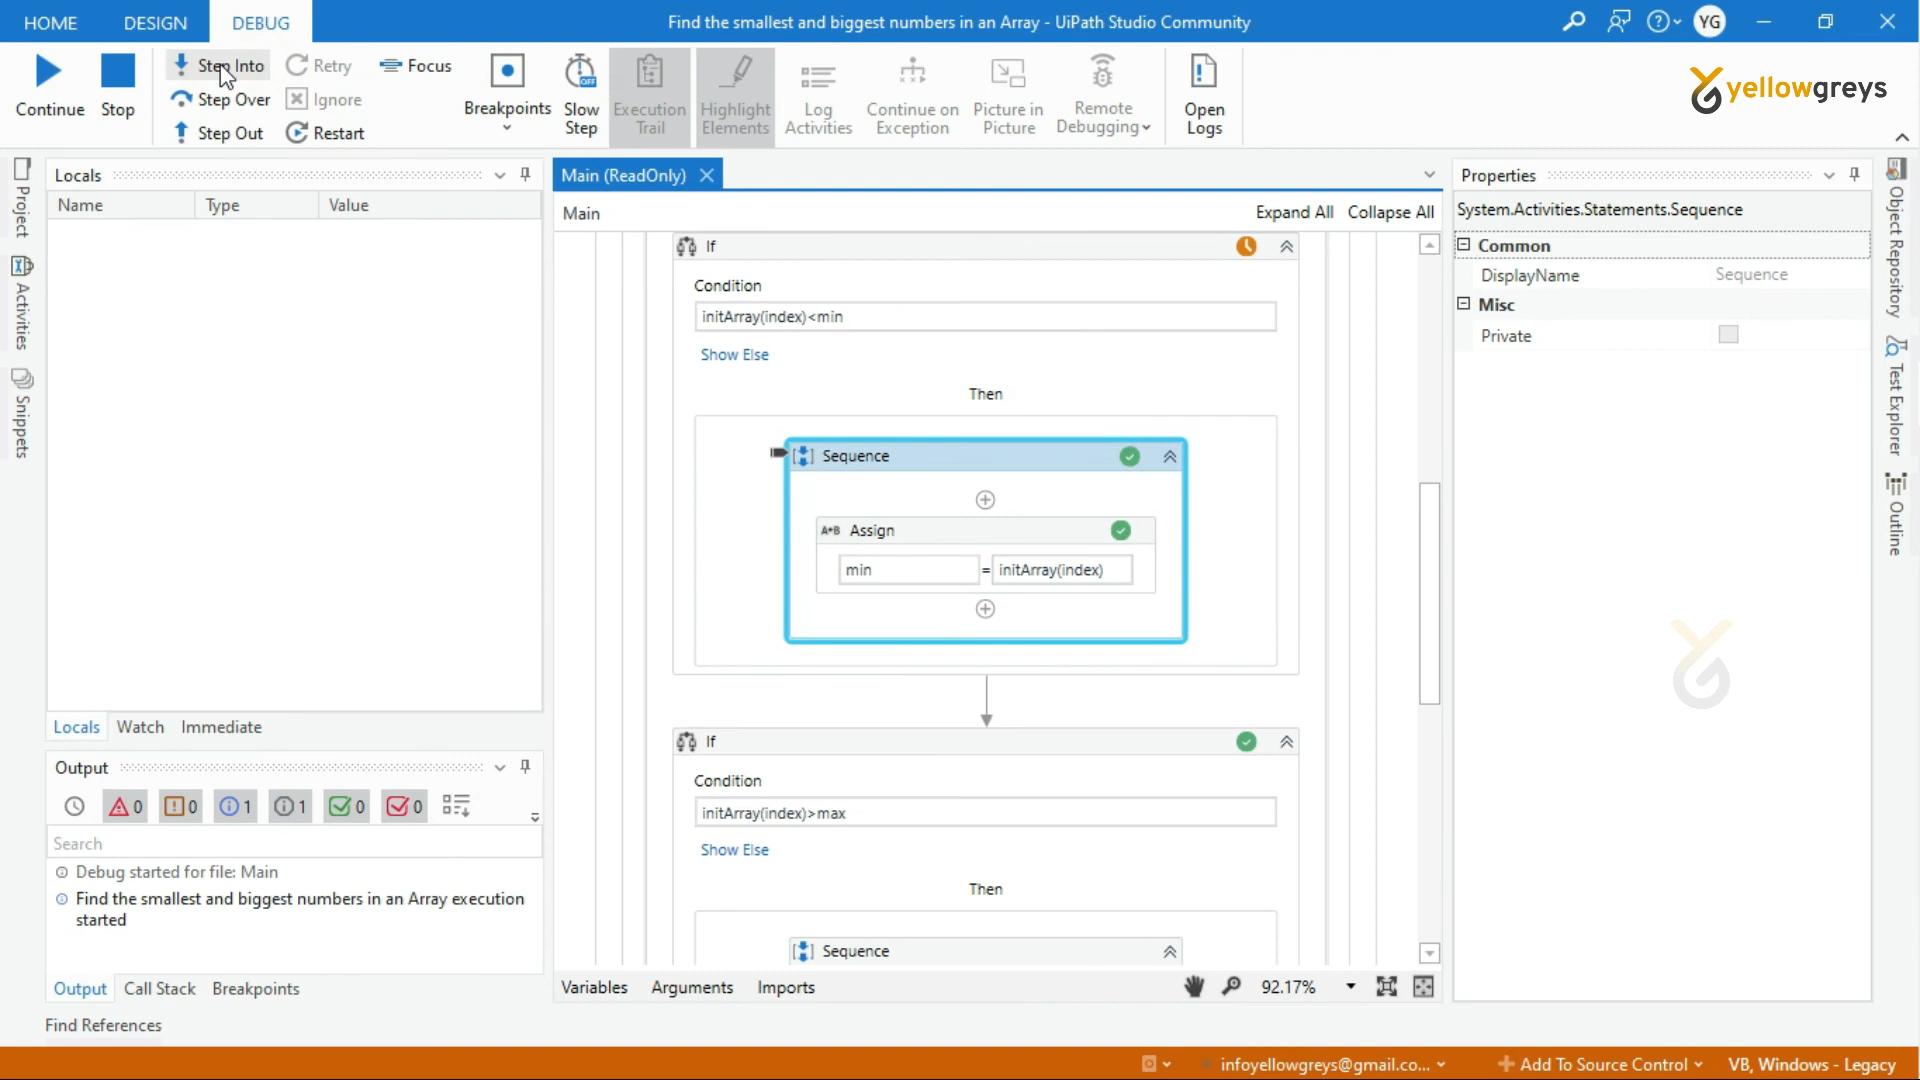 HOME
DESIGN
DEBUG
Find the smallest and biggest numbers in an Array - UiPath Studio Community
YG
Continue
Stop
Step Into
Step Over
Step Out
Retry
Ignore
Restart
Focus
Breakpoints
Slow
Step
OFF
Execution
Trail
Highlight
Elements
Log
Activities
Continue on
Exception
Picture in
Picture
Remote
Debugging
Open
Logs
yellowgreys
Project
Activities
Snippets
Locals
Name
Type
Value
Locals
Watch
Immediate
Output
0
0
1
1
0
0
Search
Debug started for file: Main
Find the smallest and biggest numbers in an Array execution
started
Output
Call Stack
Breakpoints
Find References
Main (ReadOnly)
Main
Expand All
Collapse All
If
Condition
initArray(index)<min
Show Else
Then
Sequence
A*B Assign
min
=
initArray(index)
If
Condition
initArray(index)>max
Show Else
Then
Sequence
Variables
Arguments
Imports
92.17%
Properties
System.Activities.Statements.Sequence
Common
DisplayName
Sequence
Misc
Private
Object Repository
Test Explorer
Outline
infoyellowgreys@gmail.co...
Add To Source Control
VB, Windows - Legacy